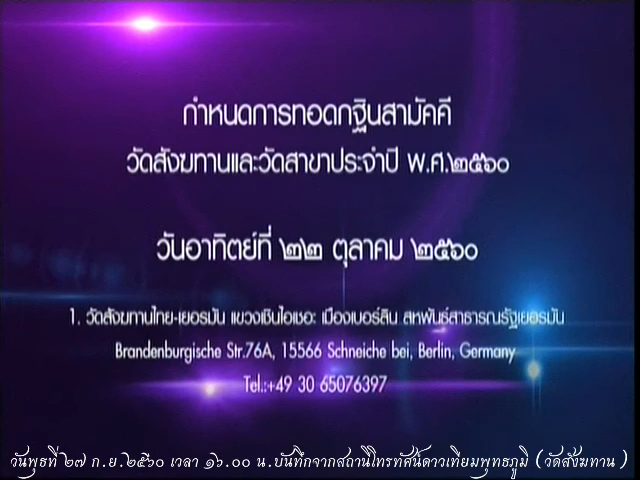 กำหนดการทอดกฐินสามัคคี
วัดสังฆทานและวัดสาขาประจำปี พ.ศ.๒๕๖๐
วันอาทิตย์ที่ ๒๒ ตุลาคม ๒๕๖๐
1. วัดสังฆทานไทย-เยอรมัน แขวงเชินไอเชอะ เมืองเบอร์ลิน สหพันธ์สาธารณรัฐเยอรมัน
Brandenburgische Str.76A, 15566 Schneiche bei, Berlin, Germany
Tel.:+49 30 65076397
วันพุธที่ ๒๗ ก.ย.๒๕๖๐ เวลา ๑๖.๐๐ น.บันทึกจากสถานีโทรทัศน์ดาวเทียมพุทธภูมิ (วัดสังฆทาน)